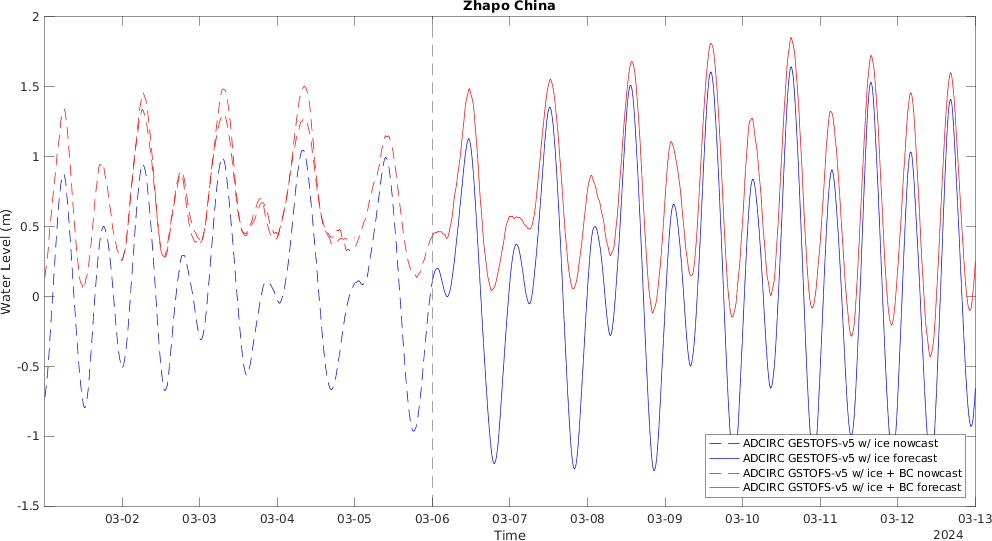 Zhapo China
Water Level (m)
2
1.5
1
0.5
0
-0.5
-1
-1.5
ADCIRC GESTOFS-v5 w/ ice nowcast
ADCIRC GESTOFS-v5 w/ ice forecast
ADCIRC GSTOFS-v5 w/ ice + BC nowcast
ADCIRC GSTOFS-v5 w/ ice + BC forecast
03-02 03-03 03-04 03-05 03-06 03-07 03-08 03-09 03-10 03-11 03-12 03-13
Time
2024